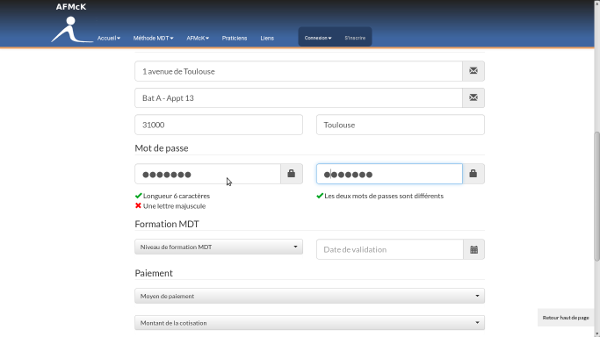 AFMcK
Accueil Méthode MDT AFMcK Praticiens Liens Connexion S'inscrire
1 avenue de Toulouse
Bat A - Appt 13
31000 Toulouse
Mot de passe
Longueur 6 caractères Les deux mots de passes sont différents
Une lettre majuscule
Formation MDT
Niveau de formation MDT Date de validation
Paiement
Moyen de paiement
Retour haut de page
Montant de la cotisation